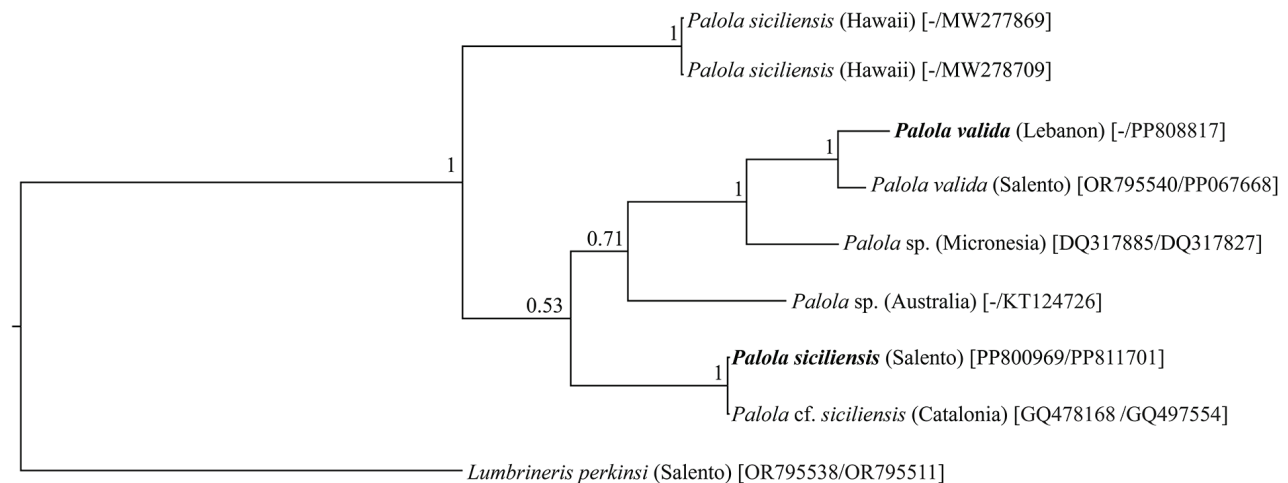 1
Palola siciliensis (Hawaii) [-/MW277869]
Palola siciliensis (Hawaii) [-/MW278709]
1
Palola valida (Lebanon) [-/PP808817]
1
Palola valida (Salento) [OR795540/PP067668]
1
Palola sp. (Micronesia) [DQ317885/DQ317827]
0.71
Palola sp. (Australia) [-/KT124726]
0.53
Palola siciliensis (Salento) [PP800969/PP811701]
1
Palola cf. siciliensis (Catalonia) [GQ478168 /GQ497554]
Lumbrineris perkinsi (Salento) [OR795538/OR795511]